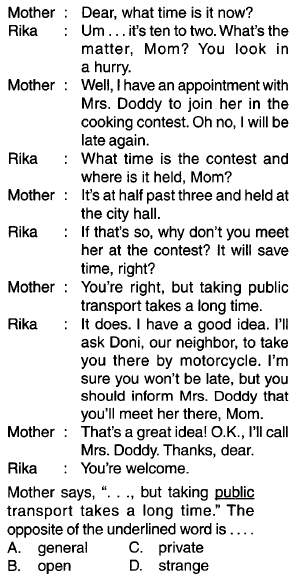 Mother : Dear, what time is it now?
Rika : Um . . . it's ten to two. What's the
matter, Mom? You look in
a hurry.
Mother : Well, I have an appointment with
Mrs. Doddy to join her in the
cooking contest. Oh no, I will be
late again.
Rika : What time is the contest and
where is it held, Mom?
Mother : It's at half past three and held at
the city hall.
Rika : If that's so, why don't you meet
her at the contest? It will save
time, right?
Mother : You're right, but taking public
transport takes a long time.
Rika : It does. I have a good idea. I'll
ask Doni, our neighbor, to take
you there by motorcycle. I'm
sure you won't be late, but you
should inform Mrs. Doddy that
you'll meet her there, Mom.
Mother : That's a great idea! O.K., I'll call
Mrs. Doddy. Thanks, dear.
Rika : You're welcome.
Mother says, “. . ., but taking public
transport takes a long time.” The
opposite of the underlined word is . . . .
A. general C. private
B. open D. strange